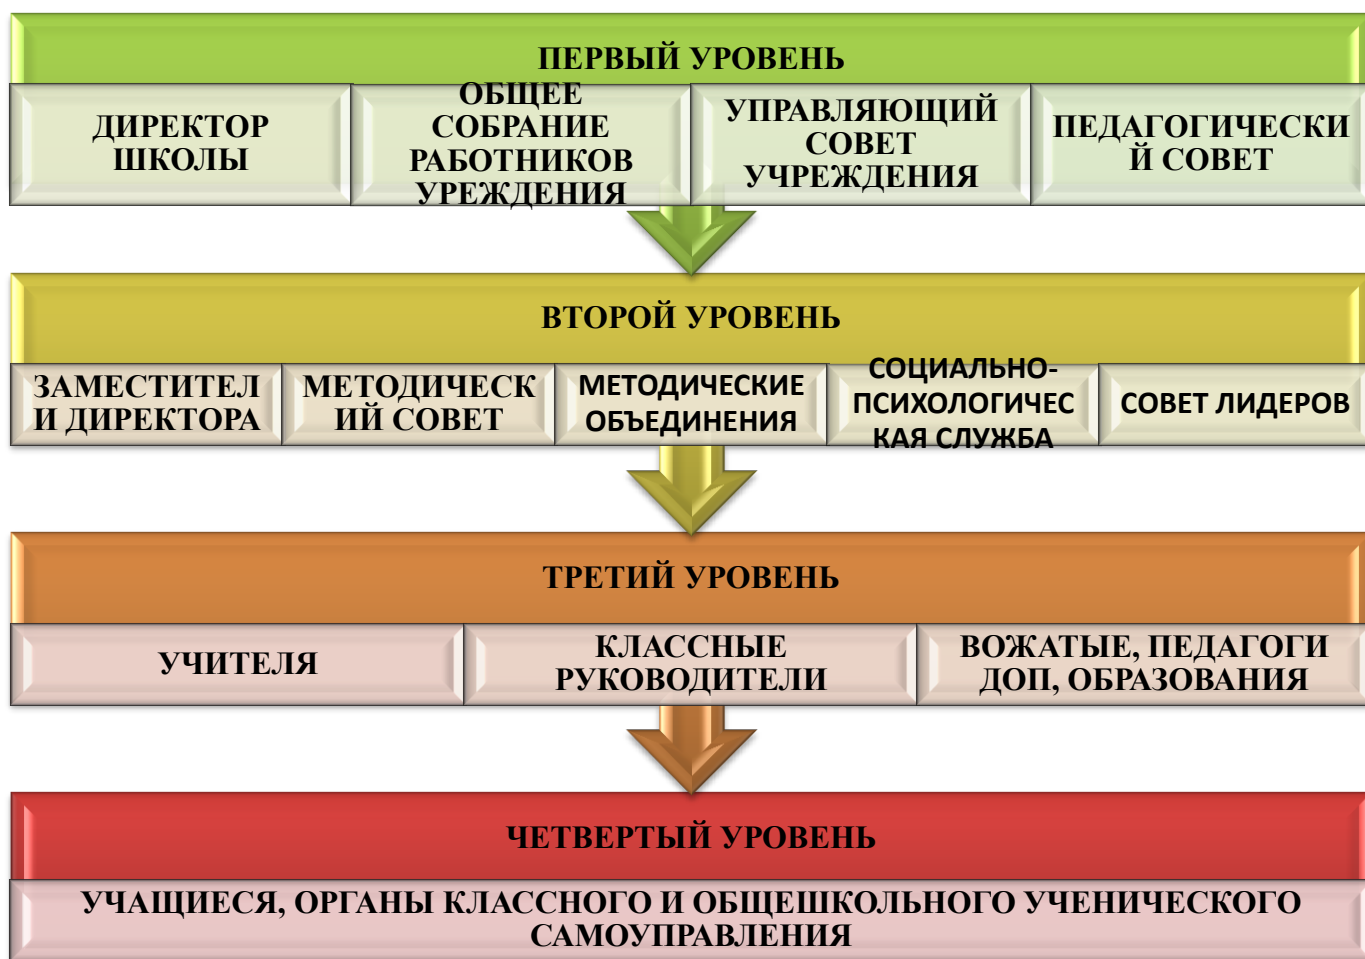 ПЕРВЫЙ УРОВЕНЬ
ДИРЕКТОР
ШКОЛЫ
ОБЩЕЕ
СОБРАНИЕ
РАБОТНИКОВ
УРЕЖДЕНИЯ
УПРАВЛЯЮЩИЙ
СОВЕТ
УЧРЕЖДЕНИЯ
ПЕДАГОГИЧЕСКИ
Й СОВЕТ
ВТОРОЙ УРОВЕНЬ
ЗАМЕСТИТЕЛ
И ДИРЕКТОРА
МЕТОДИЧЕСК
ИЙ СОВЕТ
МЕТОДИЧЕСКИЕ
ОБЪЕДИНЕНИЯ
СОЦИАЛЬНО-
ПСИХОЛОГИЧЕС
КАЯ СЛУЖБА
СОВЕТ ЛИДЕРОВ
ТРЕТИЙ УРОВЕНЬ
УЧИТЕЛЯ
КЛАССНЫЕ
РУКОВОДИТЕЛИ
ВОЖАТЫЕ, ПЕДАГОГИ
ДОП, ОБРАЗОВАНИЯ
ЧЕТВЕРТЫЙ УРОВЕНЬ
УЧАЩИЕСЯ, ОРГАНЫ КЛАССНОГО И ОБЩЕШКОЛЬНОГО УЧЕНИЧЕСКОГО
САМОУПРАВЛЕНИЯ